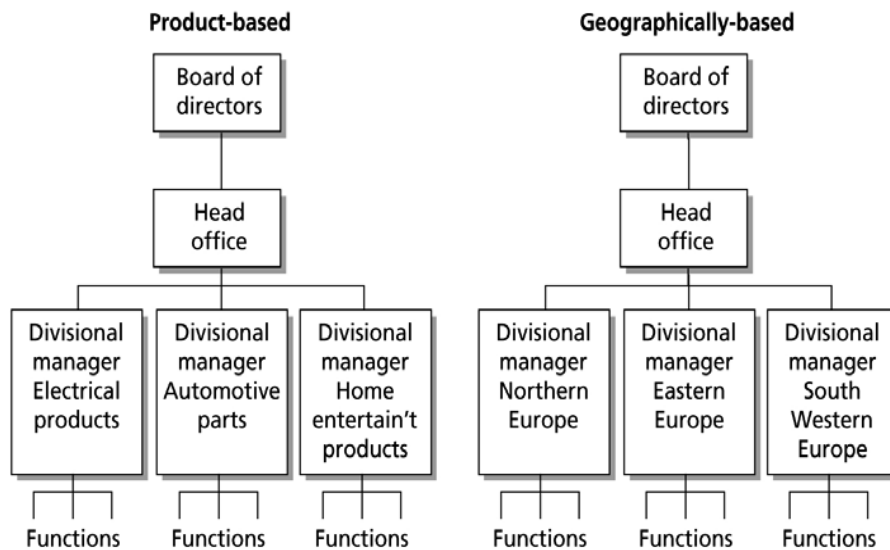 Product-based
Board of
directors
Head
office
Divisional
manager
Electrical
products
Divisional
manager
Automotive
parts
Divisional
manager
Home
entertain't
products
Functions
Functions
Functions
Geographically-based
Board of
directors
Head
office
Divisional
manager
Northern
Europe
Divisional
manager
Eastern
Europe
Divisional
manager
South
Western
Europe
Functions
Functions
Functions